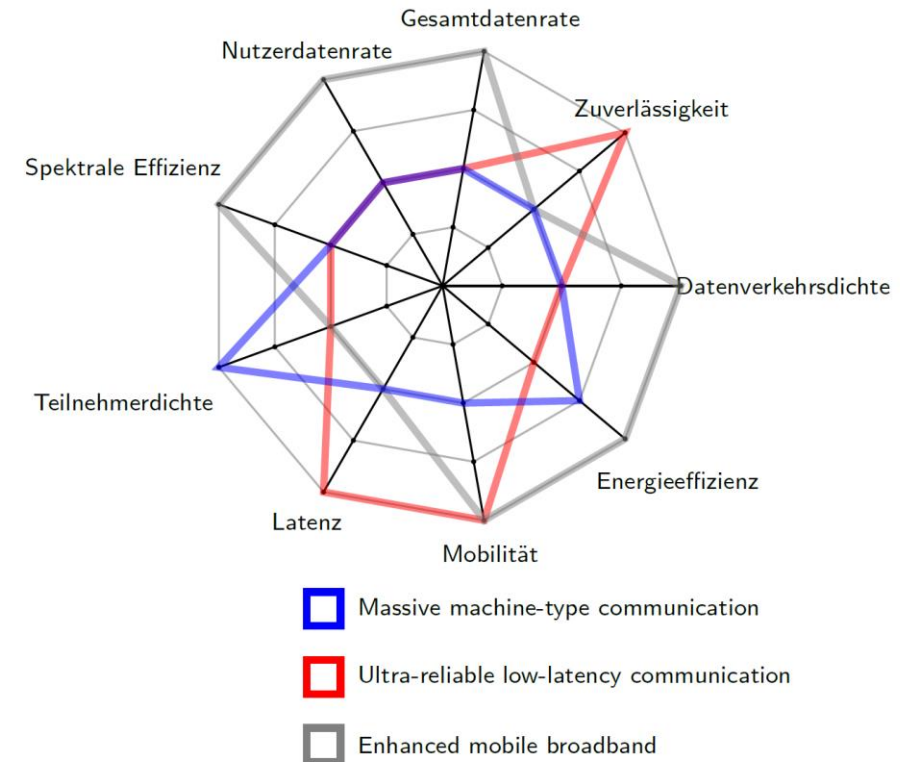 Gesamtdatenrate
Nutzerdatenrate
Zuverlässigkeit
Spektrale Effizienz
Datenverkehrsdichte
Teilnehmerdichte
Energieeffizienz
Latenz
Mobilität
Massive machine-type communication
Ultra-reliable low-latency communication
Enhanced mobile broadband